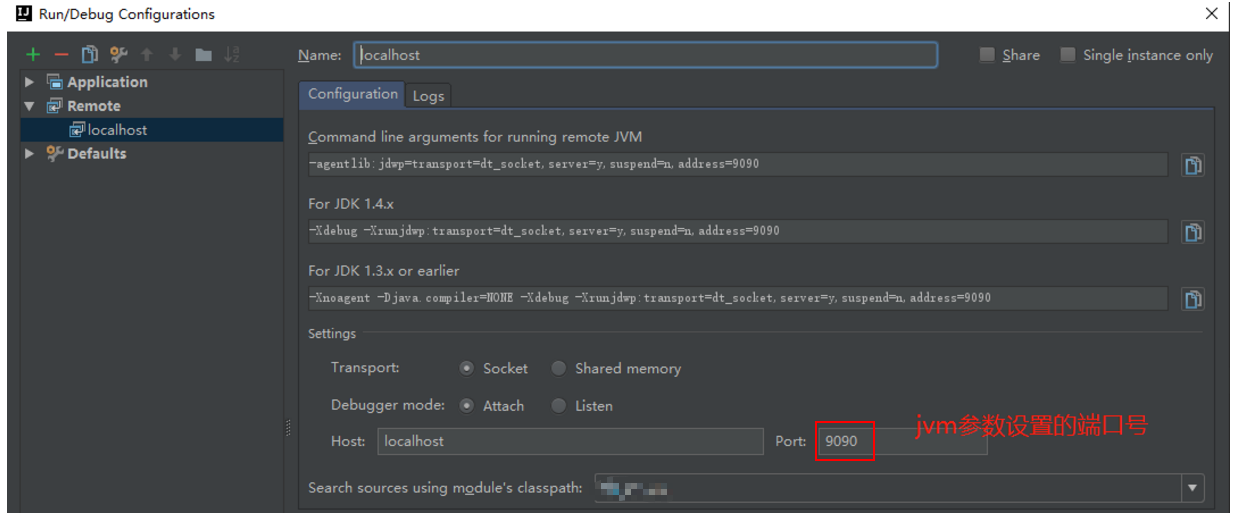 Run/Debug Configurations
Name: localhost Share Single instance only
Application
Remote
localhost
Defaults
Configuration Logs
Command line arguments for running remote JVM
-agentlib:jdwp=transport=dt_socket,server=y,suspend=n,address=9090
For JDK 1.4.x
-Xdebug -Xrunjdwp:transport=dt_socket,server=y,suspend=n,address=9090
For JDK 1.3.x or earlier
-Xnoagent -Djava.compiler=NONE -Xdebug -Xrunjdwp:transport=dt_socket,server=y,suspend=n,address=9090
Settings
Transport: Socket Shared memory
Debugger mode: Attach Listen
Host: localhost Port: 9090
jvm参数设置的端口号
Search sources using module's classpath: